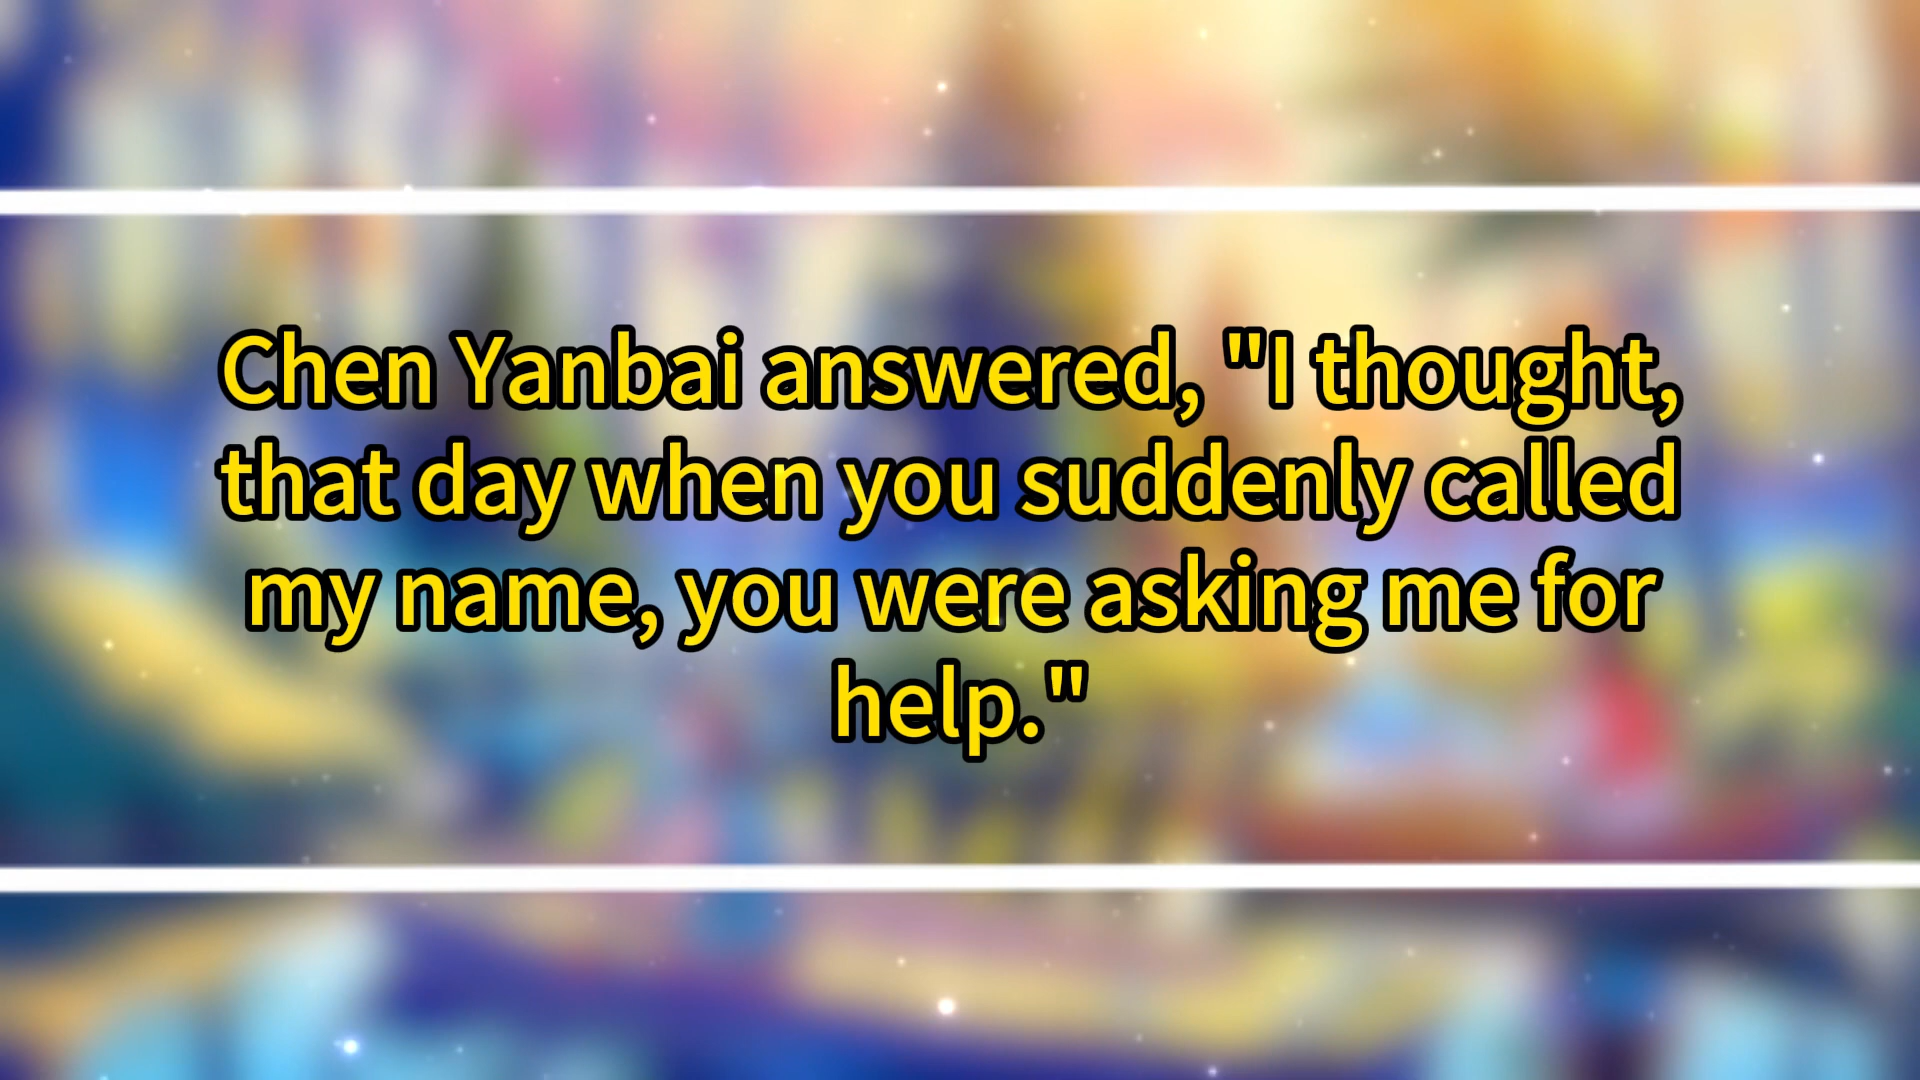 Chen Yanbai answered, "I thought,
that day when you suddenly called
my name, you were asking me for
help."